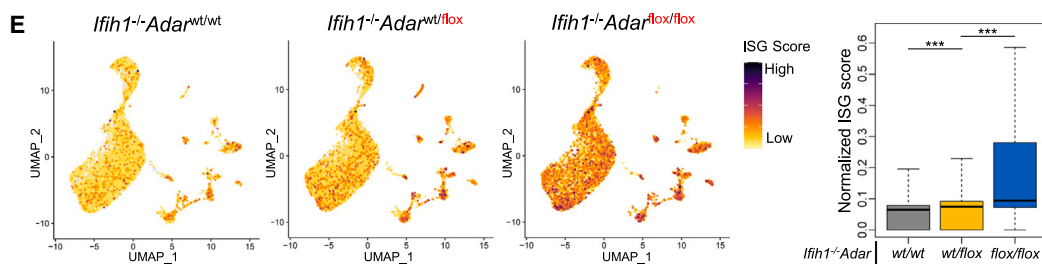 E
Ifih1-/-Adarwt/wt
Ifih1-/-Adarwt/flox
Ifih1-/-Adarflox/flox
UMAP_2
10
0
−10
−10 −5 0 5 10 15
UMAP_1
UMAP_2
10
0
−10
−10 −5 0 5 10 15
UMAP_1
UMAP_2
10
0
−10
−10 −5 0 5 10 15
UMAP_1
ISG Score
High
Low
Normalized ISG score
0.6
0.5
0.4
0.3
0.2
0.1
0.0
*** ***
Ifih1-/-Adar wt/wt wt/flox flox/flox